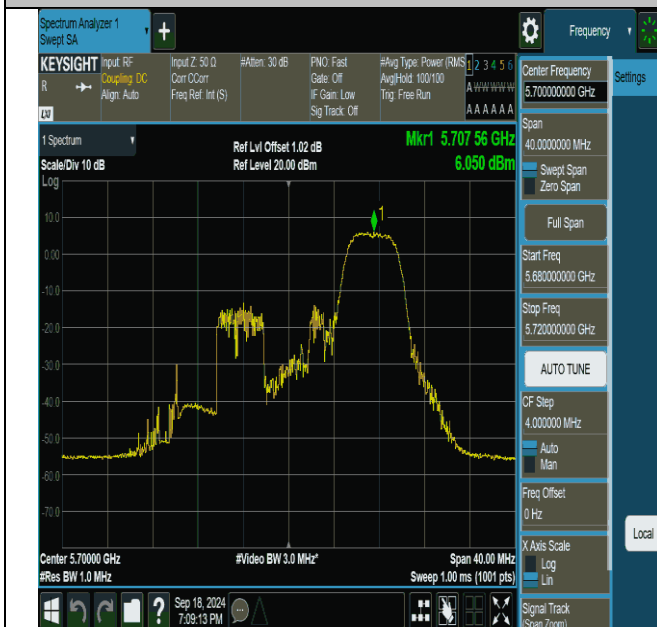 Spectrum Analyzer 1
Swept SA
Frequency
KEYSIGHT
R
LXI
Input: RF
Coupling: DC
Align: Auto
Input Z: 50 Ω
Corr CCorr
Freq Ref: Int (S)
#Atten: 30 dB
PNO: Fast
Gate: Off
IF Gain: Low
Sig Track: Off
#Avg Type: Power (RMS
Avg|Hold: 100/100
Trig: Free Run
1 2 3 4 5 6
A W W W W W
A A A A A A
1 Spectrum
Scale/Div 10 dB
Log
Ref Lvl Offset 1.02 dB
Ref Level 20.00 dBm
Mkr1 5.707 56 GHz
6.050 dBm
1
10.0
0.00
-10.0
-20.0
-30.0
-40.0
-50.0
-60.0
-70.0
Center 5.70000 GHz
#Res BW 1.0 MHz
#Video BW 3.0 MHz*
Span 40.00 MHz
Sweep 1.00 ms (1001 pts)
Sep 18, 2024
7:09:13 PM
Center Frequency
5.700000000 GHz
Span
40.0000000 MHz
Swept Span
Zero Span
Full Span
Start Freq
5.680000000 GHz
Stop Freq
5.720000000 GHz
AUTO TUNE
CF Step
4.000000 MHz
Auto
Man
Freq Offset
0 Hz
X Axis Scale
Log
Lin
Signal Track
(Span Zoom)
Settings
Local